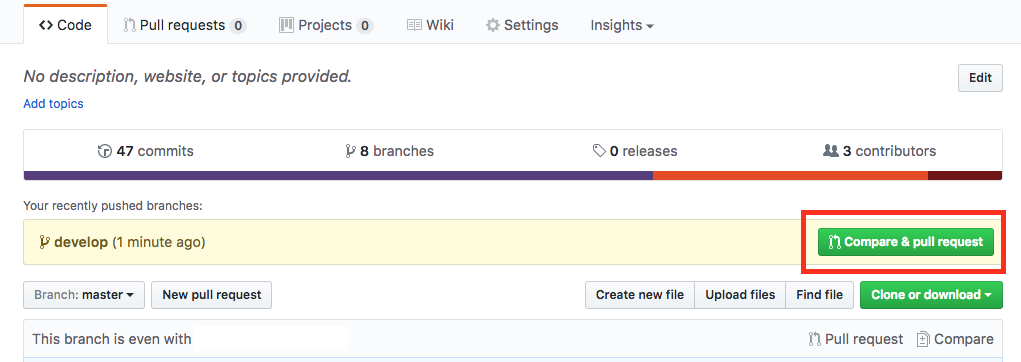 Code Pull requests 0 Projects 0 Wiki Settings Insights
No description, website, or topics provided. Edit
Add topics
47 commits 8 branches 0 releases 3 contributors
Your recently pushed branches:
develop (1 minute ago) Compare & pull request
Branch: master New pull request Create new file Upload files Find file Clone or download
This branch is even with Pull request Compare